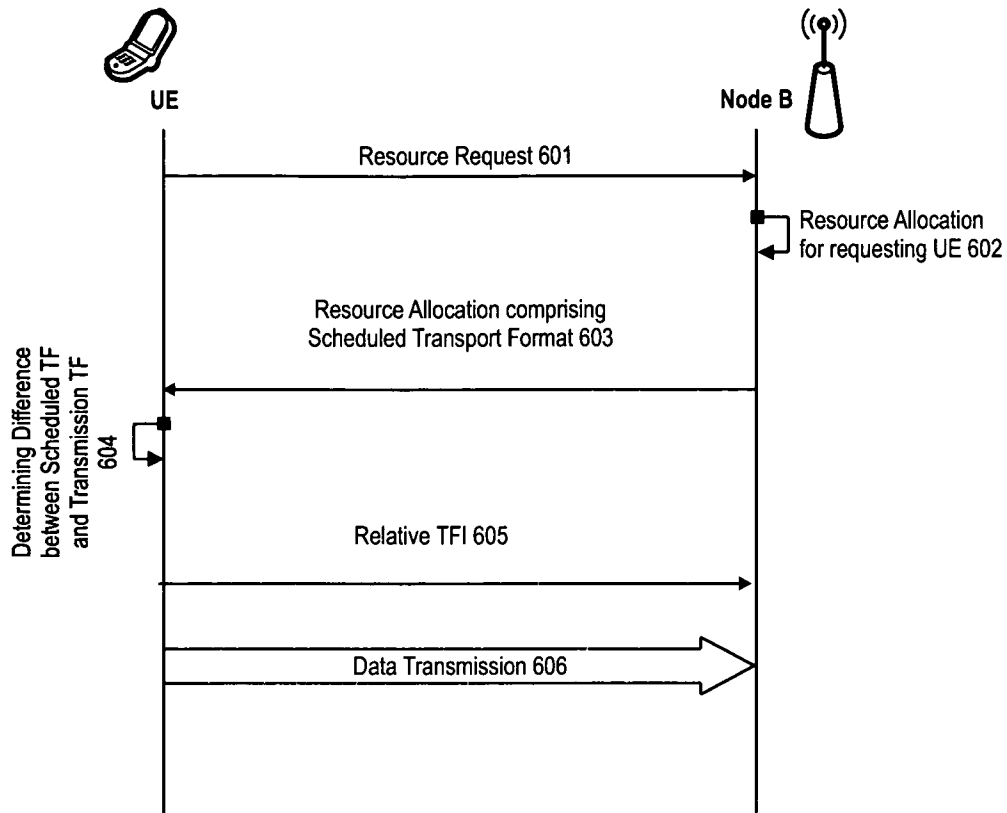 UE
Node B
Resource Request 601
Resource Allocation
for requesting UE 602
Resource Allocation comprising
Scheduled Transport Format 603
Determining Difference
between Scheduled TF
and Transmission TF
604
Relative TFI 605
Data Transmission 606